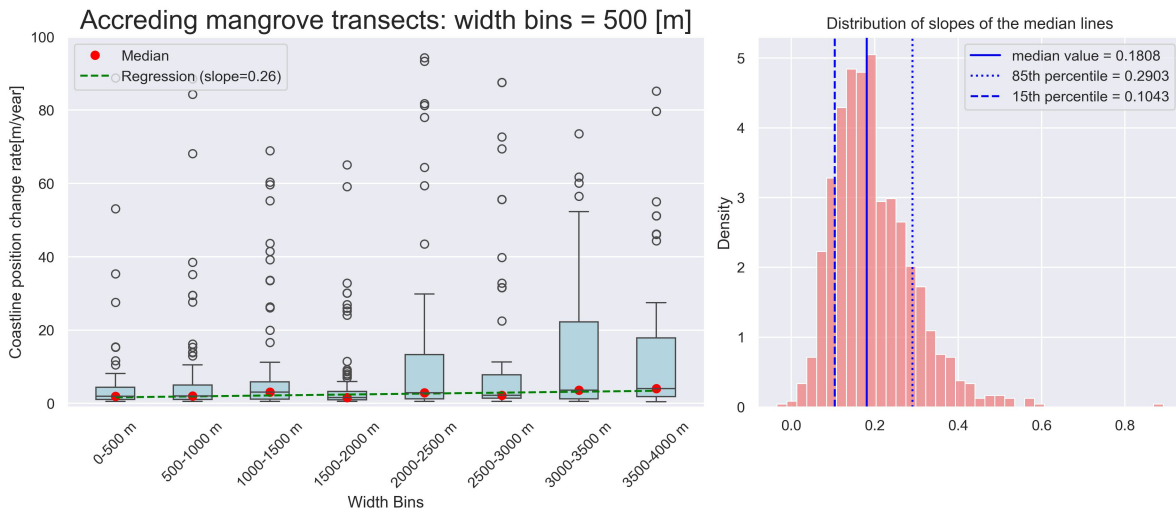 Accreding mangrove transects: width bins = 500 [m]
Median
Regression (slope=0.26)
Coastline position change rate[m/year]
100
80
60
40
20
0
0-500 m
500-1000 m
1000-1500 m
1500-2000 m
2000-2500 m
2500-3000 m
3000-3500 m
3500-4000 m
Width Bins
Distribution of slopes of the median lines
median value = 0.1808
85th percentile = 0.2903
15th percentile = 0.1043
Density
5
4
3
2
1
0
0.0
0.2
0.4
0.6
0.8